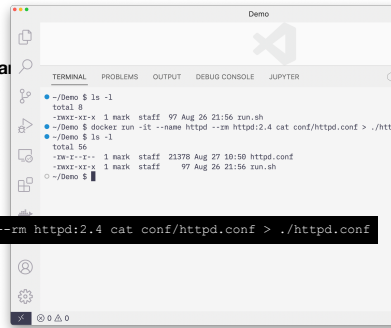 Demo
TERMINAL PROBLEMS OUTPUT DEBUG CONSOLE JUPYTER
~/Demo $ ls -l
total 8
-rwxr-xr-x 1 mark staff 97 Aug 26 21:56 run.sh
~/Demo $ docker run -it --name httpd --rm httpd:2.4 cat conf/httpd.conf > ./htt
~/Demo $ ls -l
total 56
-rw-r--r-- 1 mark staff 21378 Aug 27 10:50 httpd.conf
-rwxr-xr-x 1 mark staff 97 Aug 26 21:56 run.sh
~/Demo $
--rm httpd:2.4 cat conf/httpd.conf > ./httpd.conf
0 0